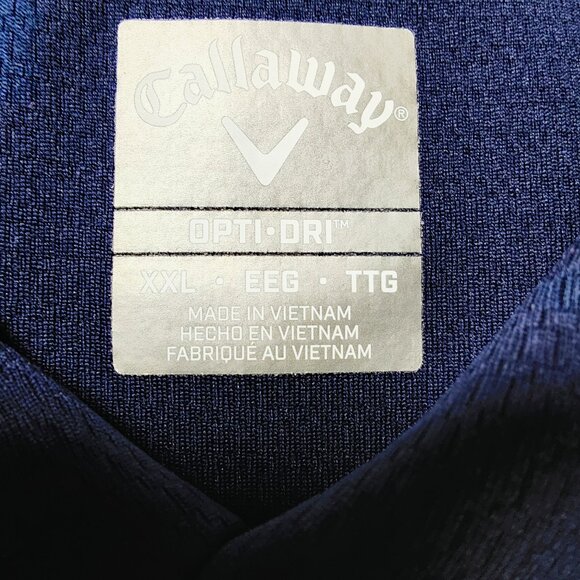 Callaway®
OPTI·DRI™
XXL · EEG · TTG
MADE IN VIETNAM
HECHO EN VIETNAM
FABRIQUÉ AU VIETNAM